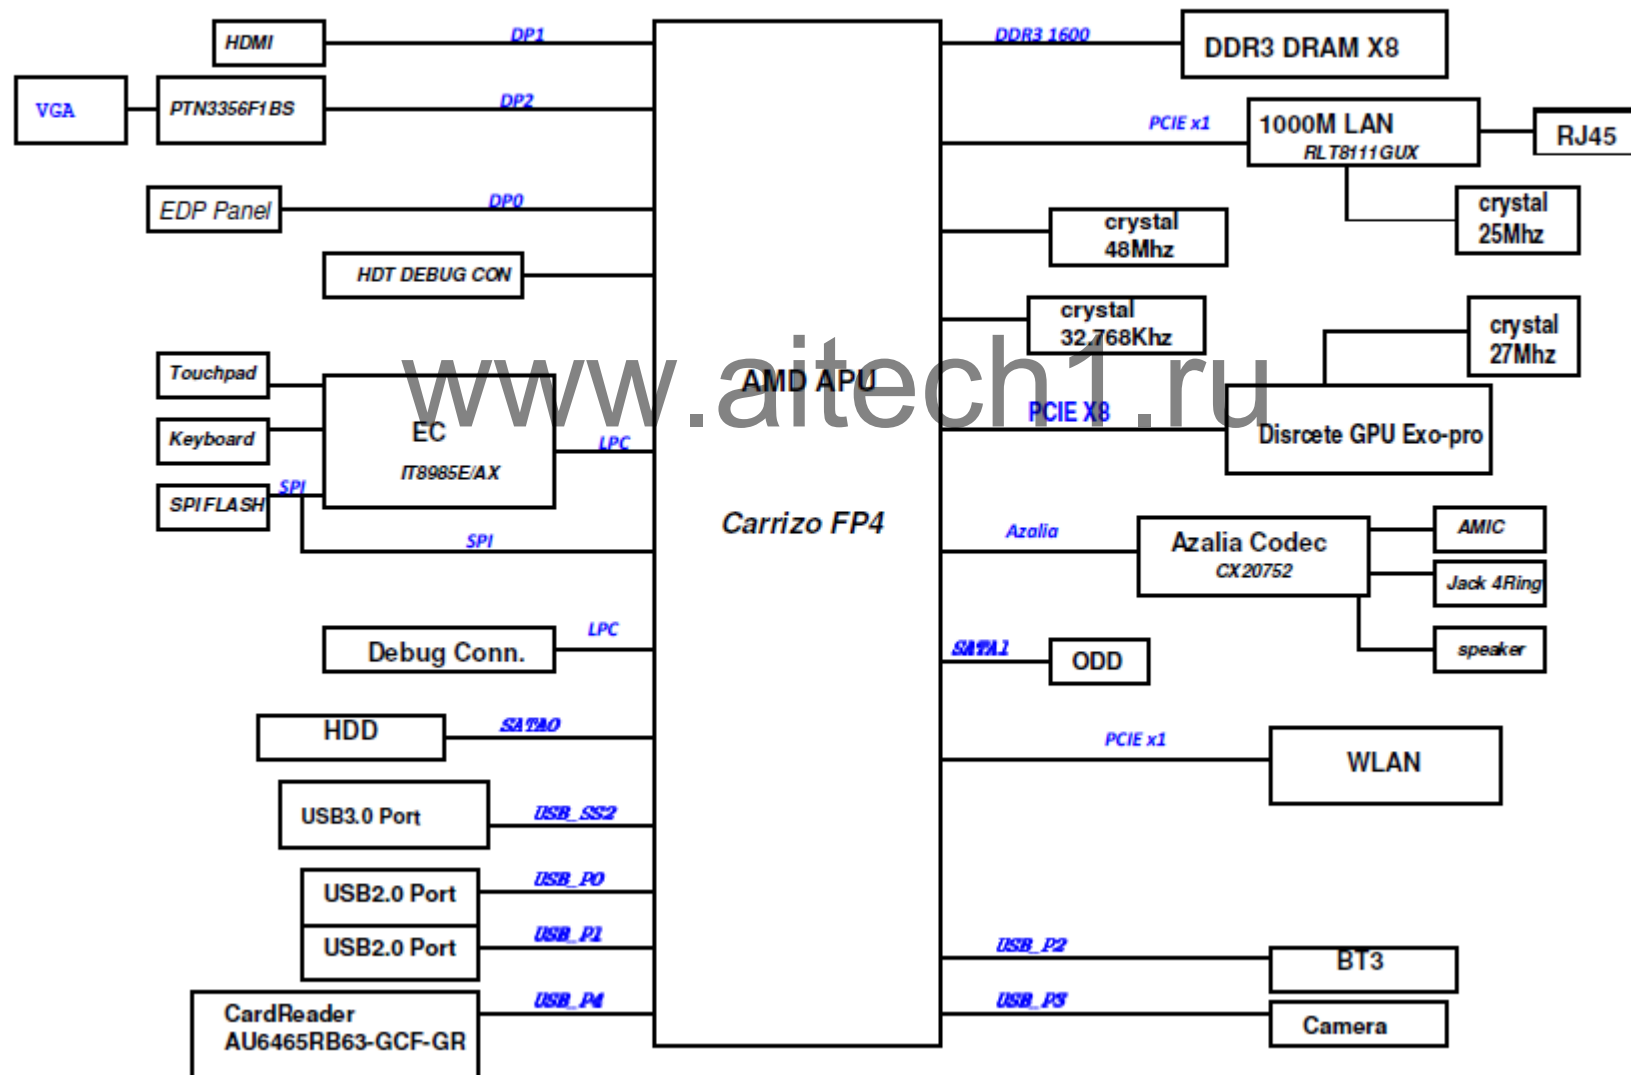 HDMI
DP1
VGA
PTN3356F1BS
DP2
EDP Panel
DP0
HDT DEBUG CON
Touchpad
Keyboard
SPI FLASH
SPI
EC
IT8985E/AX
LPC
SPI
Debug Conn.
LPC
HDD
SATA0
USB3.0 Port
USB_SS2
USB2.0 Port
USB_P0
USB2.0 Port
USB_P1
CardReader
AU6465RB63-GCF-GR
USB_P4
AMD APU
Carrizo FP4
www.aitech1.ru
DDR3 1600
DDR3 DRAM X8
PCIE x1
1000M LAN
RLT8111GUX
RJ45
crystal
25Mhz
crystal
48Mhz
crystal
32.768Khz
crystal
27Mhz
PCIE X8
Disrcete GPU Exo-pro
Azalia
Azalia Codec
CX20752
AMIC
Jack 4Ring
speaker
SATA1
ODD
PCIE x1
WLAN
USB_P2
BT3
USB_P3
Camera